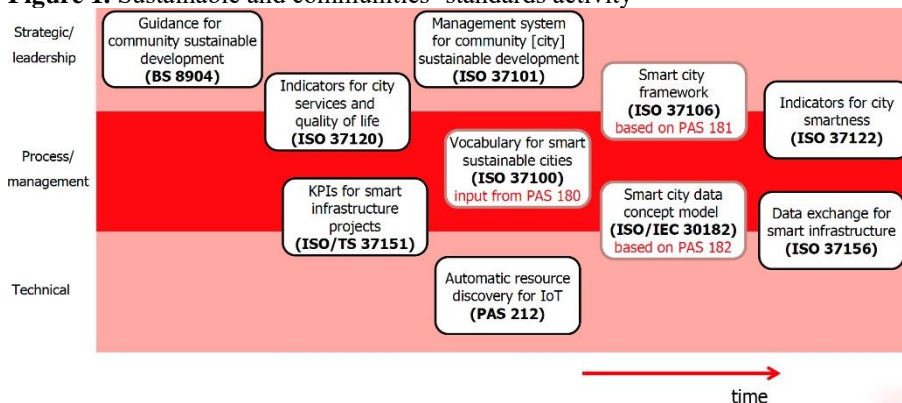 Figure 1. Sustainable and communities' standards activity
Strategic/
leadership
Guidance for
community sustainable
development
(BS 8904)
Management system
for community [city]
sustainable development
(ISO 37101)
Indicators for city
services and
quality of life
(ISO 37120)
Smart city
framework
(ISO 37106)
based on PAS 181
Indicators for city
smartness
(ISO 37122)
Process/
management
Vocabulary for smart
sustainable cities
(ISO 37100)
input from PAS 180
KPIs for smart
infrastructure
projects
(ISO/TS 37151)
Smart city data
concept model
(ISO/IEC 30182)
based on PAS 182
Data exchange for
smart infrastructure
(ISO 37156)
Technical
Automatic resource
discovery for IoT
(PAS 212)
time